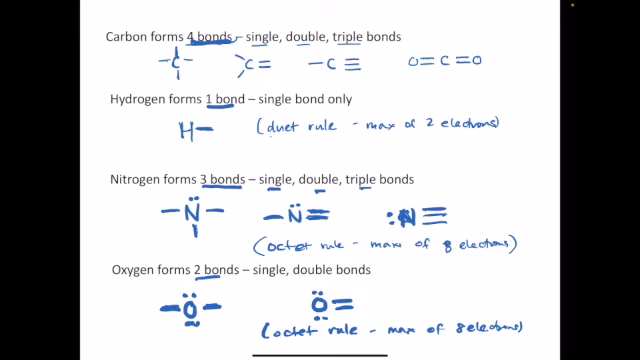 Carbon forms 4 bonds – single, double, triple bonds
–C– C= –C≡ O=C=O
Hydrogen forms 1 bond – single bond only
H– (duet rule – max of 2 electrons)
Nitrogen forms 3 bonds – single, double, triple bonds
–N̈– –N̈= :N≡
(octet rule – max of 8 electrons)
Oxygen forms 2 bonds – single, double bonds
–O– O=
(octet rule – max of 8 electrons)